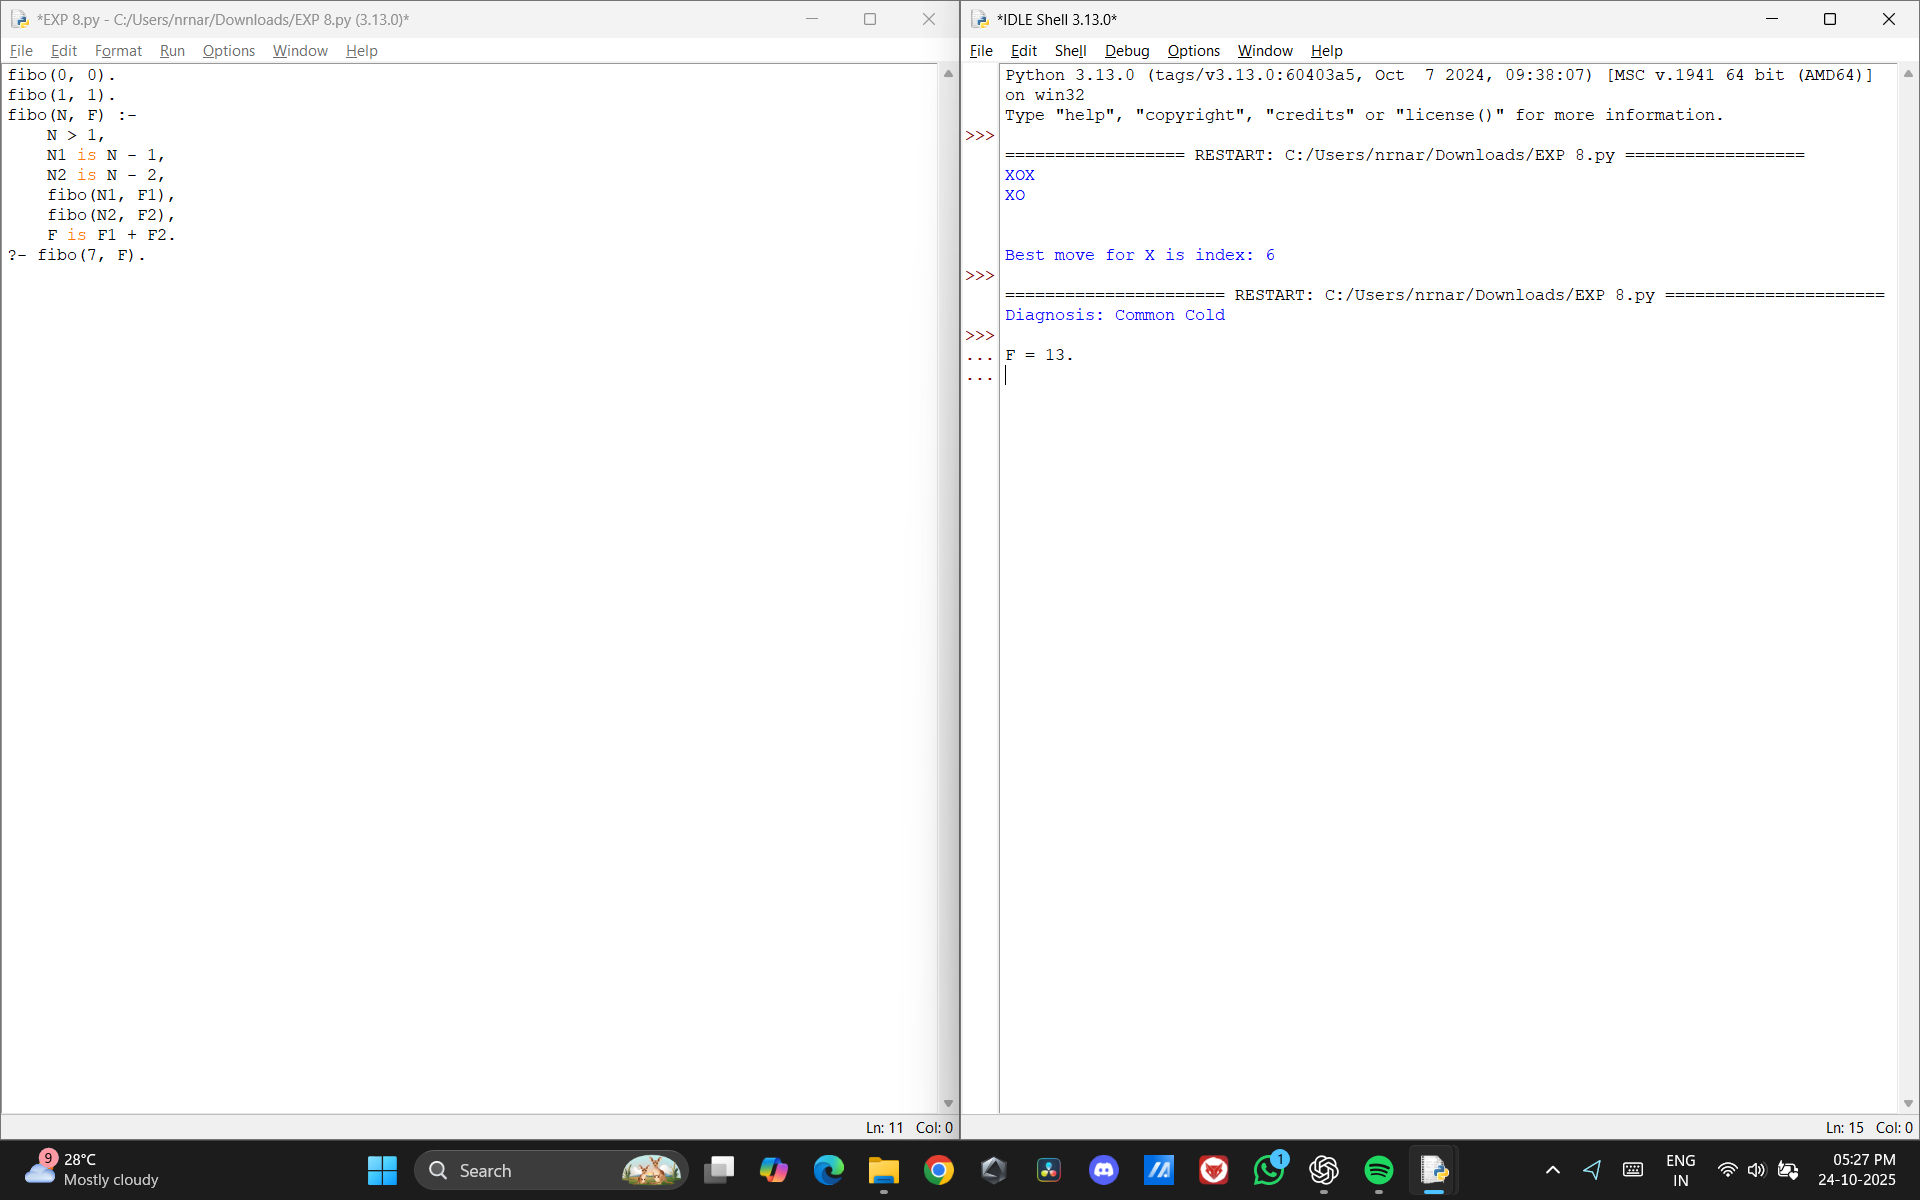 *EXP 8.py - C:/Users/nrnar/Downloads/EXP 8.py (3.13.0)*
File Edit Format Run Options Window Help
fibo(0, 0).
fibo(1, 1).
fibo(N, F) :-
    N > 1,
    N1 is N - 1,
    N2 is N - 2,
    fibo(N1, F1),
    fibo(N2, F2),
    F is F1 + F2.
?- fibo(7, F).
Ln: 11 Col: 0
*IDLE Shell 3.13.0*
File Edit Shell Debug Options Window Help
Python 3.13.0 (tags/v3.13.0:60403a5, Oct  7 2024, 09:38:07) [MSC v.1941 64 bit (AMD64)]
on win32
Type "help", "copyright", "credits" or "license()" for more information.
>>>
================== RESTART: C:/Users/nrnar/Downloads/EXP 8.py ==================
XOX
XO
Best move for X is index: 6
>>>
====================== RESTART: C:/Users/nrnar/Downloads/EXP 8.py ======================
Diagnosis: Common Cold
>>>
... F = 13.
...
Ln: 15 Col: 0
9
28°C
Mostly cloudy
Search
1
ENG
IN
05:27 PM
24-10-2025